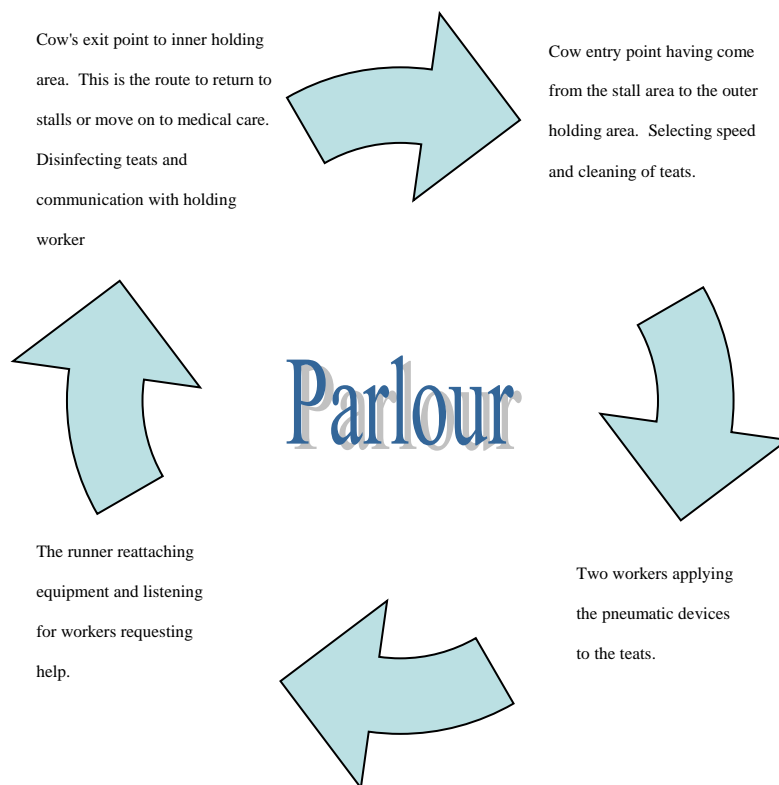 Cow's exit point to inner holding
area.  This is the route to return to
stalls or move on to medical care.
Disinfecting teats and
communication with holding
worker
Cow entry point having come
from the stall area to the outer
holding area.  Selecting speed
and cleaning of teats.
Parlour
The runner reattaching
equipment and listening
for workers requesting
help.
Two workers applying
the pneumatic devices
to the teats.